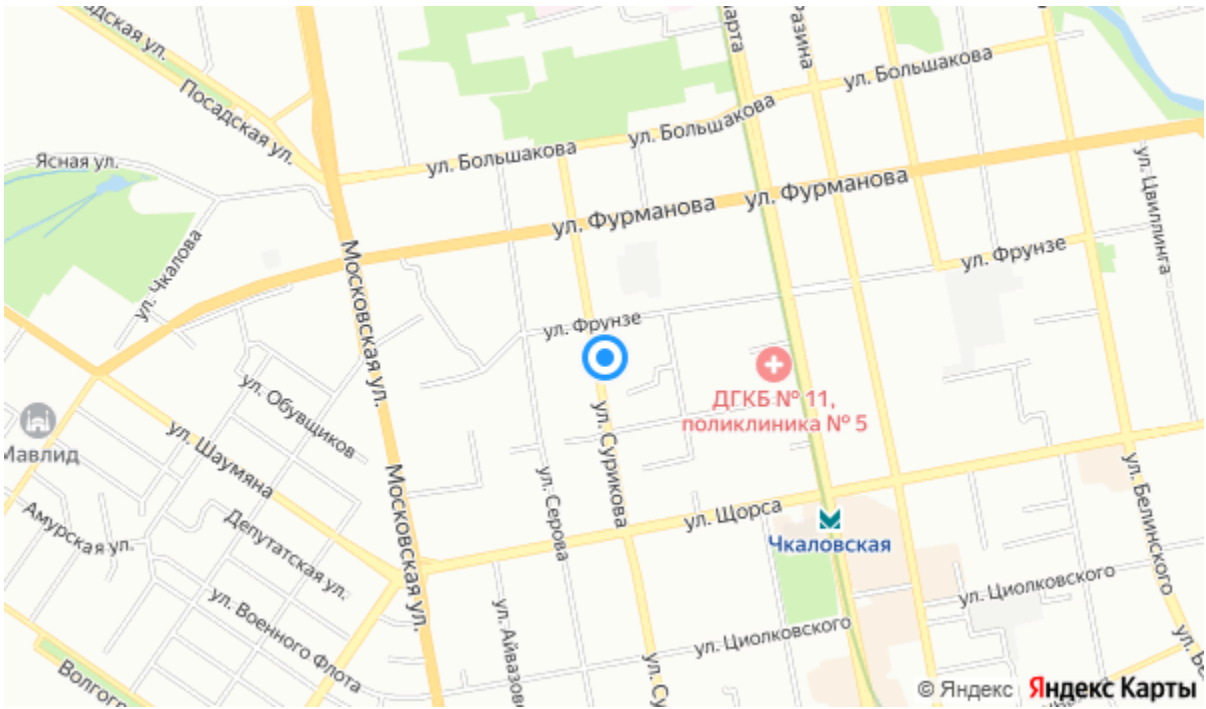 Посадская ул.
Ясная ул.
ул. Большакова
ул. Большакова
ул. Большакова
ул. Фурманова
ул. Фурманова
ул. Цвиллинга
ул. Чкалова
Московская ул.
ул. Фрунзе
ул. Фрунзе
ДГКБ № 11,
поликлиника № 5
ул. Обувщиков
Мавлид
ул. Шаумяна
Московская ул.
ул. Сурикова
ул. Серова
ул. Щорса
Чкаловская
ул. Белинского
Амурская ул.
Депутатская ул.
ул. Военного Флота
ул. Циолковского
ул. Циолковского
© Яндекс Яндекс Карты